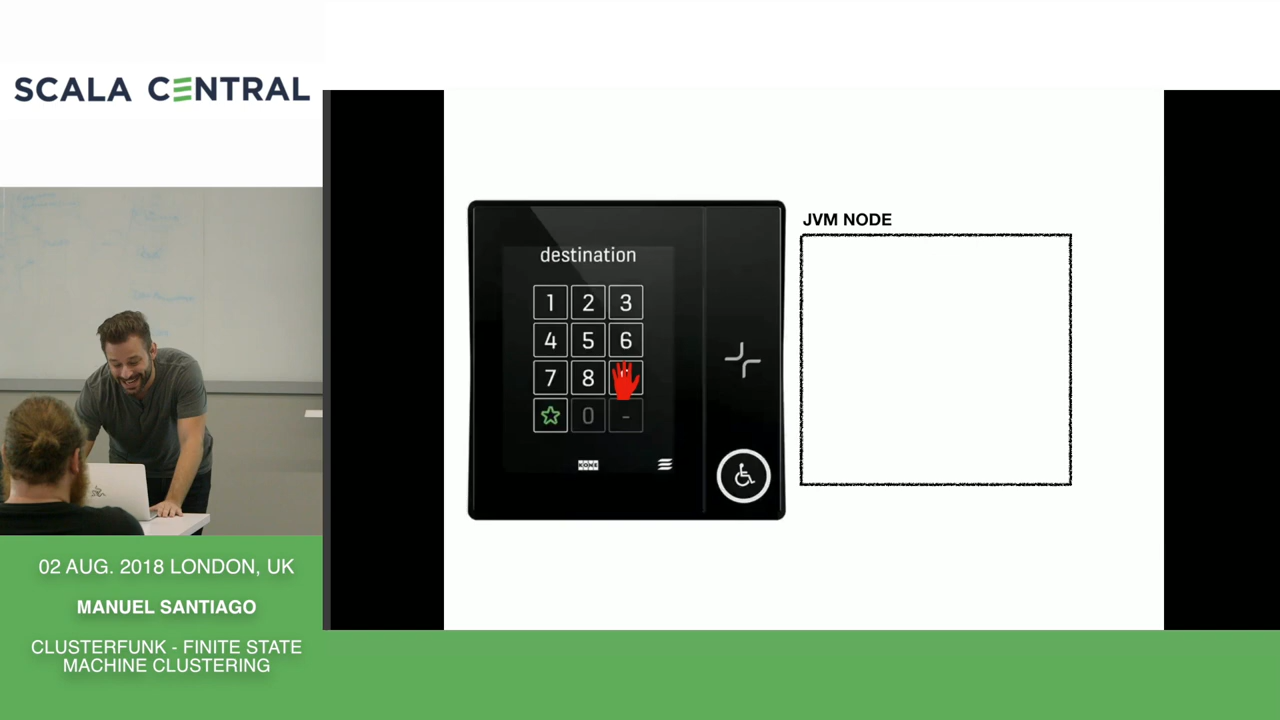 SCALA CENTRAL
02 AUG. 2018 LONDON, UK
MANUEL SANTIAGO
CLUSTERFUNK - FINITE STATE
MACHINE CLUSTERING
destination
1 2 3
4 5 6
7 8
0 -
KONE
JVM NODE